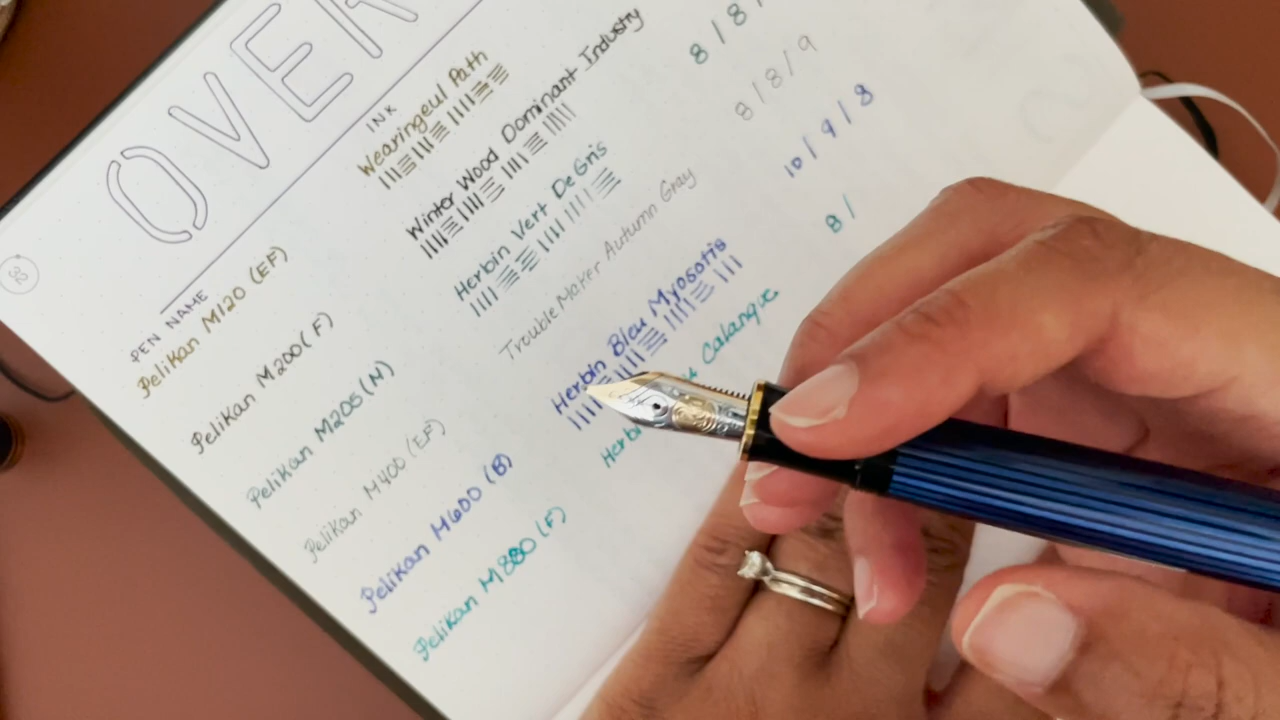 OVER
32
PEN NAME INK
Pelikan M120 (EF) Wearingeul Path
Pelikan M200 (F) Winter Wood Dominant Industry
Pelikan M205 (M) Herbin Vert De Gris 8/8/
Pelikan M400 (EF) TroubleMaker Autumn Gray 8/8/9
Pelikan M600 (B) Herbin Bleu Myosotis 10/9/8
Pelikan M880 (F) Calanque 8/